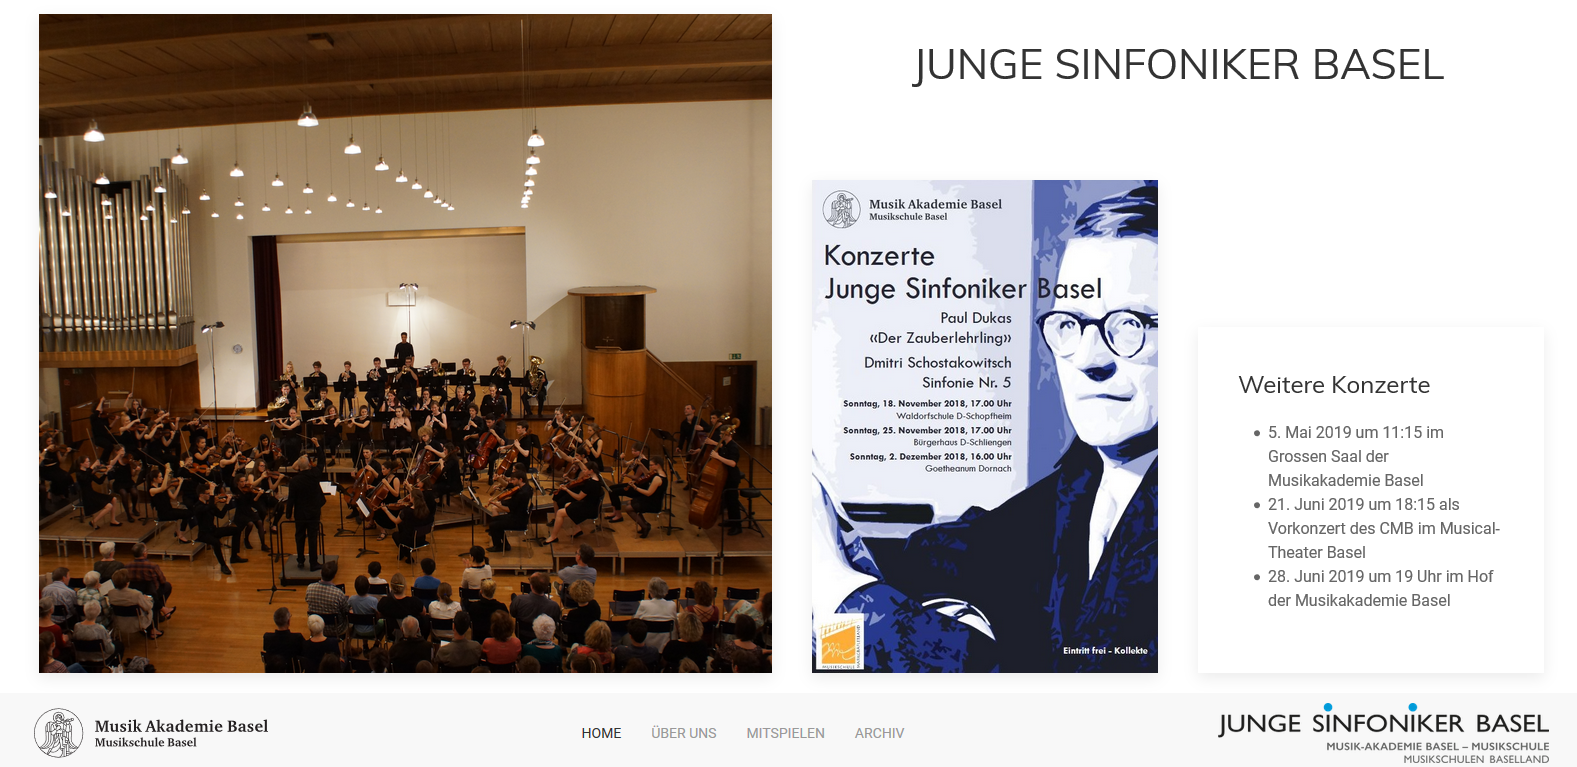 JUNGE SINFONIKER BASEL
Musik Akademie Basel
Musikschule Basel
Konzerte
Junge Sinfoniker Basel
Paul Dukas
«Der Zauberlehrling»
Dmitri Schostakowitsch
Sinfonie Nr. 5
Sonntag, 18. November 2018, 17.00 Uhr
Waldorfschule D-Schopfheim
Sonntag, 25. November 2018, 17.00 Uhr
Bürgerhaus D-Schliengen
Sonntag, 2. Dezember 2018, 16.00 Uhr
Goetheanum Dornach
MUSIKSCHULE
MARKGRÄFLERLAND
Eintritt frei - Kollekte
Weitere Konzerte
5. Mai 2019 um 11:15 im
Grossen Saal der
Musikakademie Basel
21. Juni 2019 um 18:15 als
Vorkonzert des CMB im Musical-
Theater Basel
28. Juni 2019 um 19 Uhr im Hof
der Musikakademie Basel
Musik Akademie Basel
Musikschule Basel
HOME
ÜBER UNS
MITSPIELEN
ARCHIV
JUNGE SINFONIKER BASEL
MUSIK-AKADEMIE BASEL – MUSIKSCHULE
MUSIKSCHULEN BASELLAND